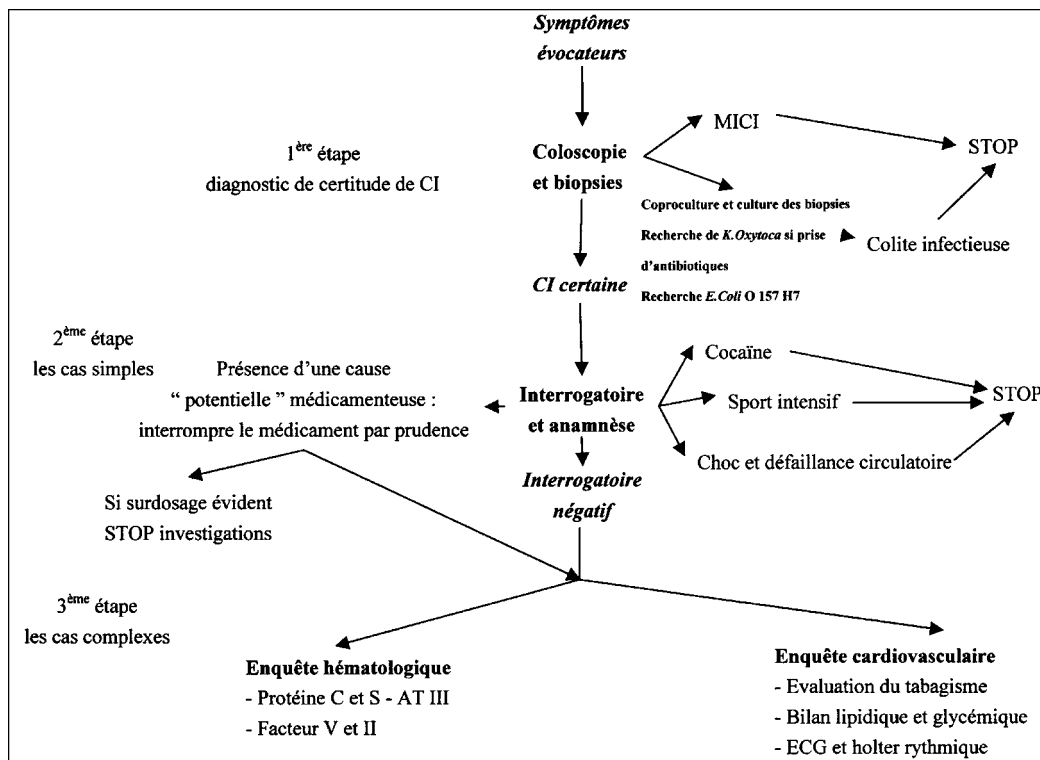 Symptômes
évocateurs
1ère étape
diagnostic de certitude de CI
Coloscopie
et biopsies
MICI
STOP
Coproculture et culture des biopsies
Recherche de K.Oxytoca si prise
d’antibiotiques
Recherche E.Coli O 157 H7
Colite infectieuse
CI certaine
2ème étape
les cas simples
Présence d’une cause
“ potentielle ” médicamenteuse :
interrompre le médicament par prudence
Interrogatoire
et anamnèse
Cocaïne
Sport intensif
Choc et défaillance circulatoire
STOP
Si surdosage évident
STOP investigations
Interrogatoire
négatif
3ème étape
les cas complexes
Enquête hématologique
- Protéine C et S - AT III
- Facteur V et II
Enquête cardiovasculaire
- Evaluation du tabagisme
- Bilan lipidique et glycémique
- ECG et holter rythmique